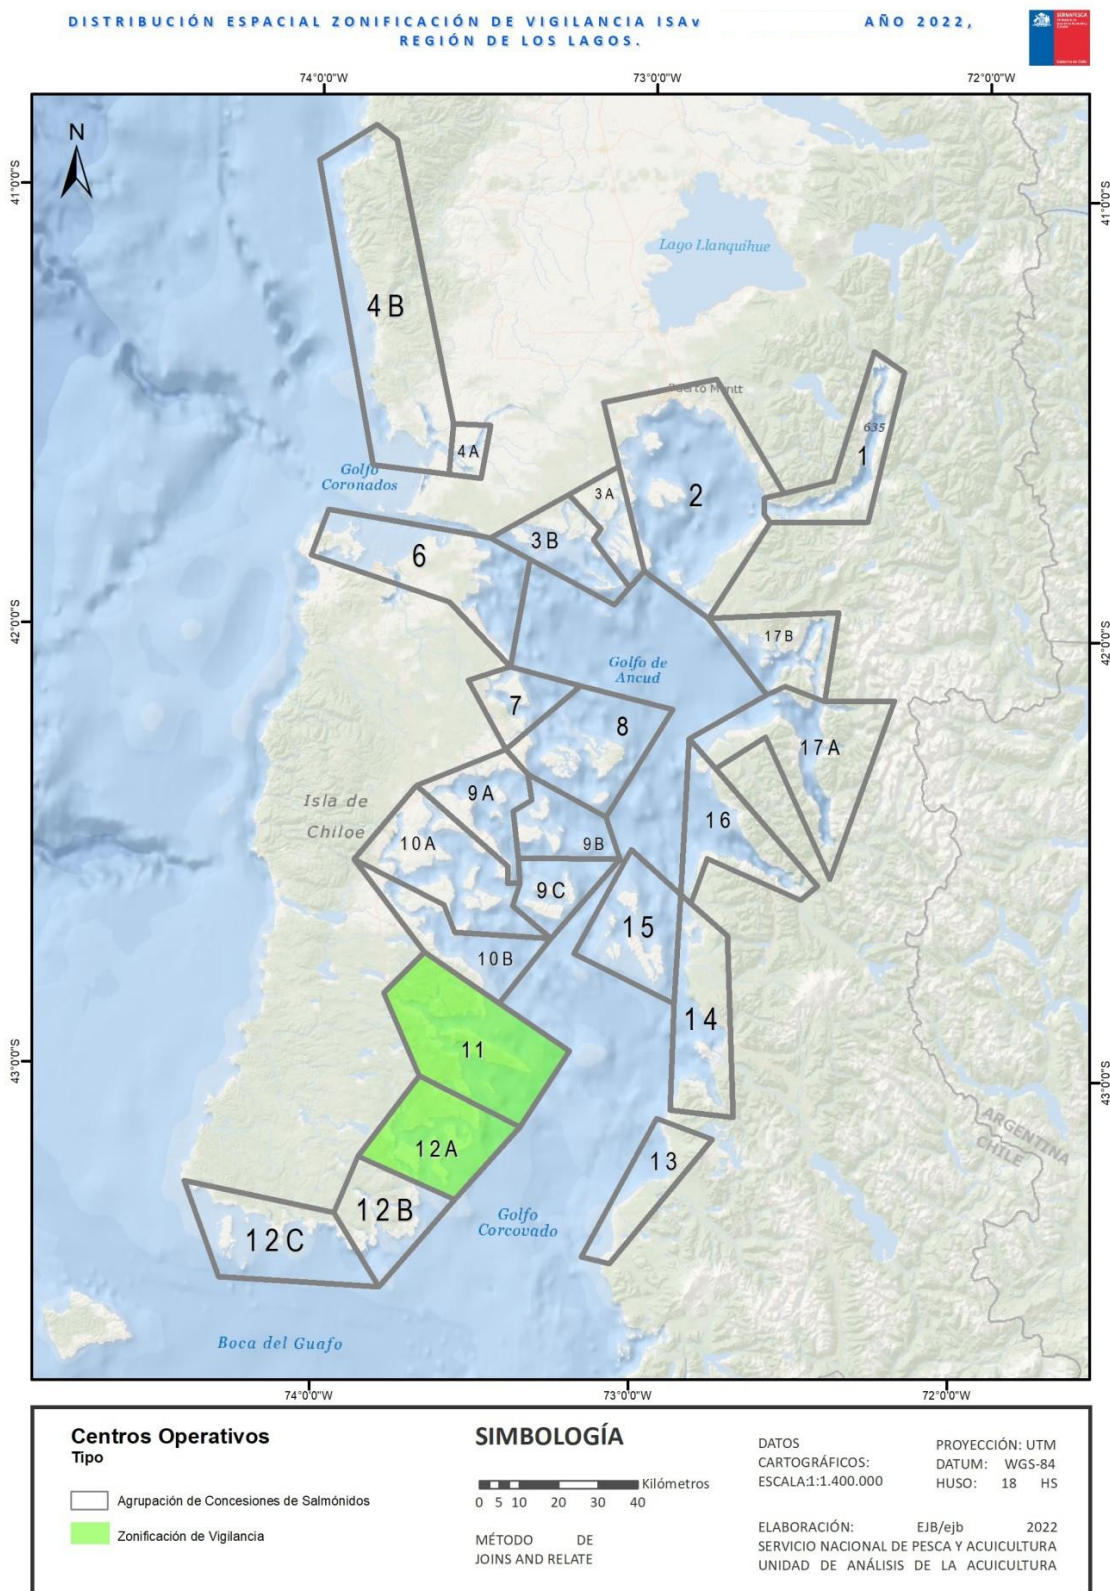 DISTRIBUCIÓN ESPACIAL ZONIFICACIÓN DE VIGILANCIA ISAv AÑO 2022,
REGIÓN DE LOS LAGOS.
SERNAPESCA
74°0'0"W 73°0'0"W 72°0'0"W
N
41°0'0"S
41°0'0"S
Lago Llanquihue
4 B
Puerto Montt
635
4 A
1
Golfo
Coronados
3 A
2
3 B
6
42°0'0"S
42°0'0"S
17 B
Golfo de
Ancud
7
8
17 A
9 A
Isla de
Chiloe
16
10 A
9 B
9 C
15
10 B
14
11
43°0'0"S
43°0'0"S
ARGENTINA
CHILE
12 A
13
12 B
Golfo
Corcovado
12 C
Boca del Guafo
74°0'0"W 73°0'0"W 72°0'0"W
Centros Operativos
Tipo
Agrupación de Concesiones de Salmónidos
Zonificación de Vigilancia
SIMBOLOGÍA
Kilómetros
0 5 10 20 30 40
MÉTODO DE
JOINS AND RELATE
DATOS
CARTOGRÁFICOS:
ESCALA:1:1.400.000
PROYECCIÓN: UTM
DATUM: WGS-84
HUSO: 18 HS
ELABORACIÓN: EJB/ejb 2022
SERVICIO NACIONAL DE PESCA Y ACUICULTURA
UNIDAD DE ANÁLISIS DE LA ACUICULTURA